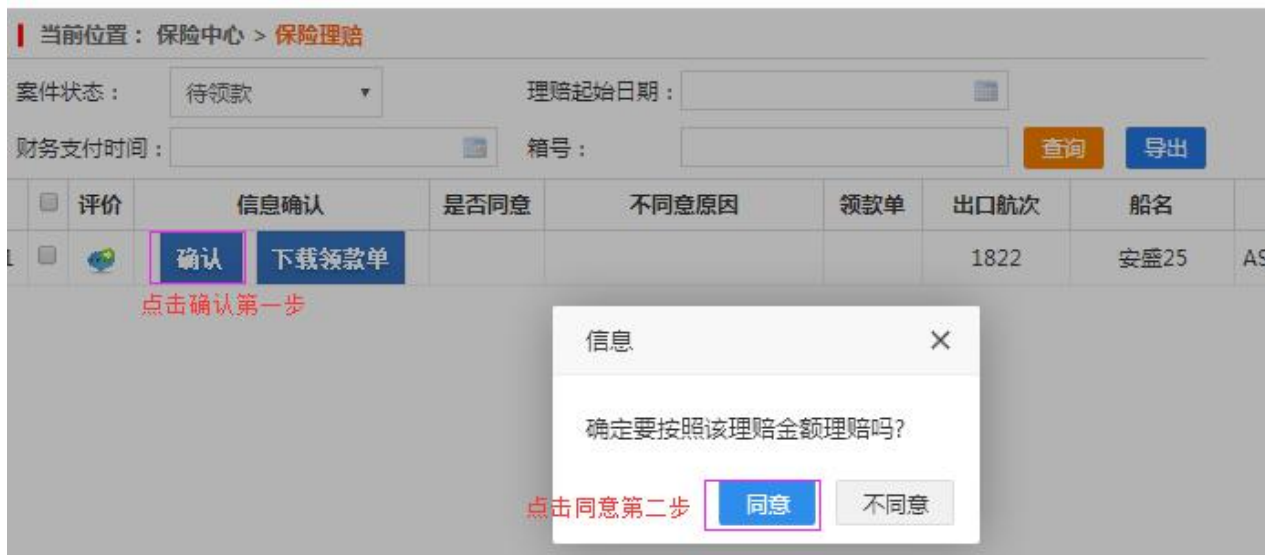 当前位置： 保险中心 > 保险理赔
案件状态： 待领款 理赔起始日期：
财务支付时间： 箱号： 查询 导出
评价 信息确认 是否同意 不同意原因 领款单 出口航次 船名
1 确认 下载领款单 1822 安盛25 AS
点击确认第一步
信息
确定要按照该理赔金额理赔吗?
点击同意第二步 同意 不同意